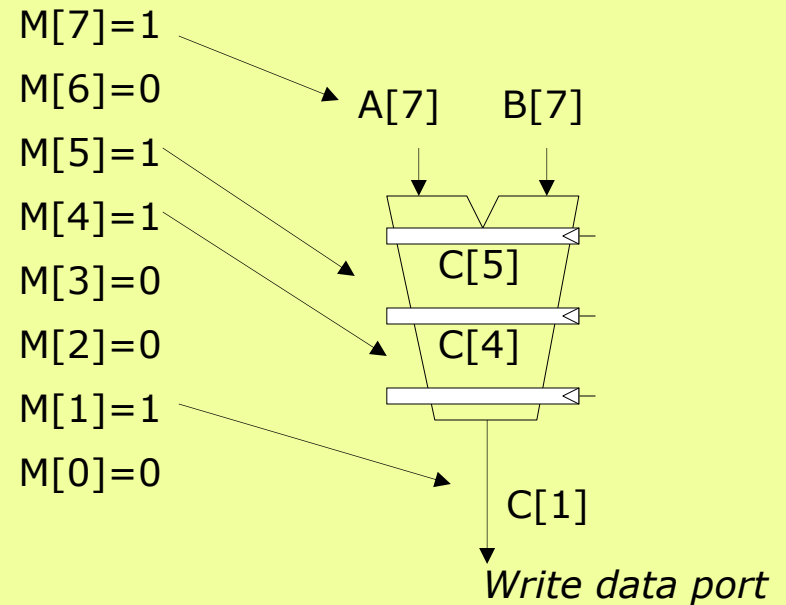 M[7]=1
M[6]=0
A[7] B[7]
M[5]=1
M[4]=1
C[5]
M[3]=0
M[2]=0
C[4]
M[1]=1
M[0]=0
C[1]
Write data port